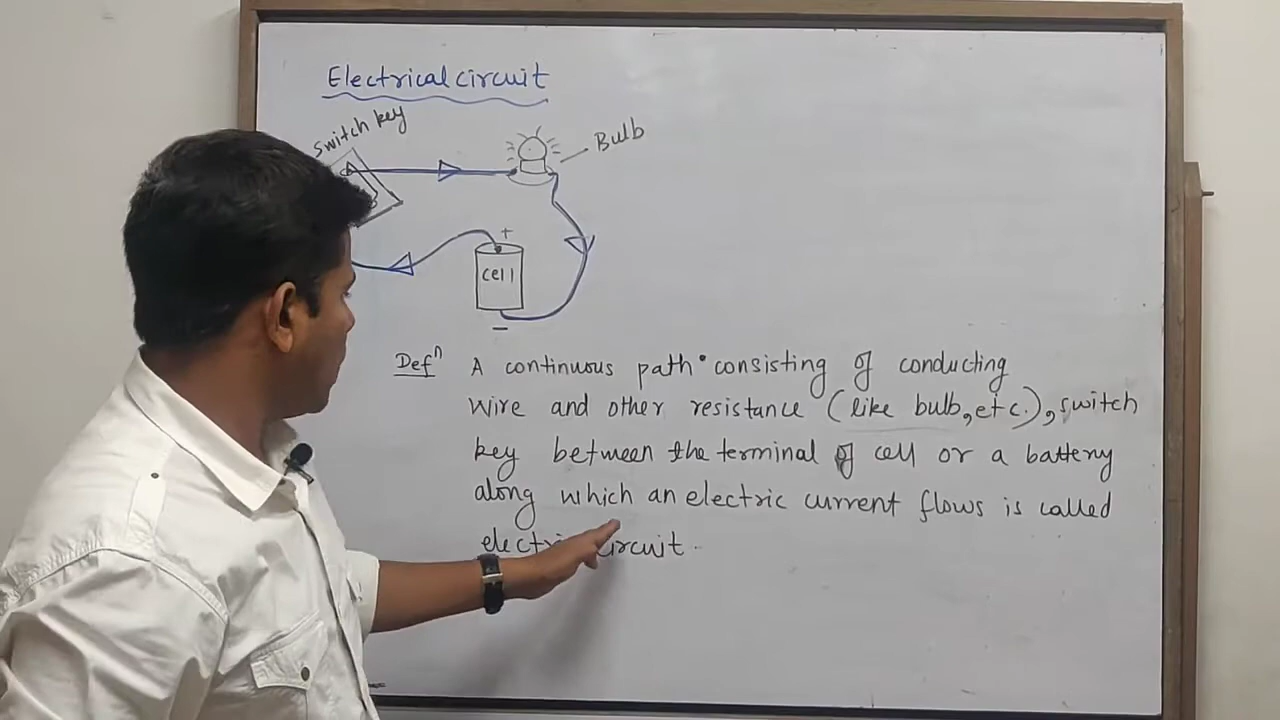 Electrical circuit
switch key
Bulb
+
cell
−
Defⁿ A continuous path consisting of conducting
wire and other resistance (like bulb, etc.), switch
key between the terminal of cell or a battery
along which an electric current flows is called
circuit.